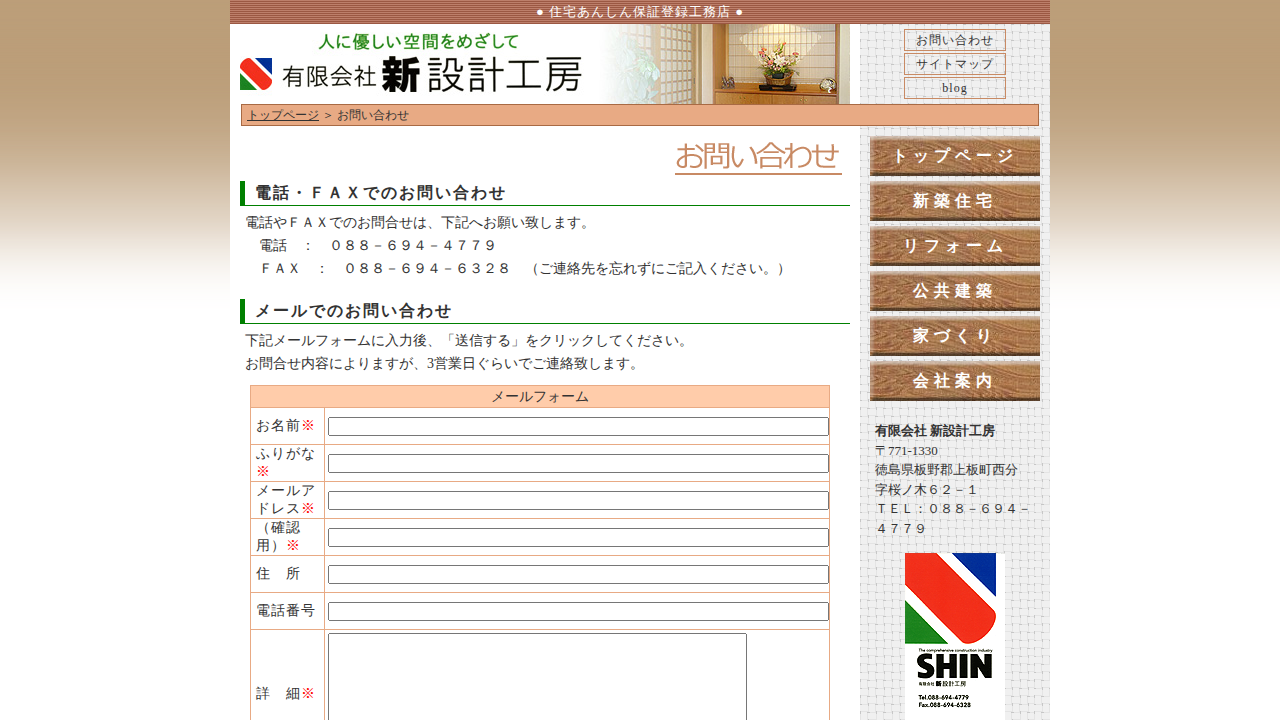 ● 住宅あんしん保証登録工務店 ●
人に優しい空間をめざして
有限会社 新設計工房
お問い合わせ
サイトマップ
blog
トップページ ＞ お問い合わせ
お問い合わせ
電話・ＦＡＸでのお問い合わせ
電話やＦＡＸでのお問合せは、下記へお願い致します。
電話　：　０８８－６９４－４７７９
ＦＡＸ　：　０８８－６９４－６３２８　（ご連絡先を忘れずにご記入ください。）
メールでのお問い合わせ
下記メールフォームに入力後、「送信する」をクリックしてください。
お問合せ内容によりますが、3営業日ぐらいでご連絡致します。
メールフォーム
お名前※
ふりがな
※
メールア
ドレス※
（確認
用）※
住　所
電話番号
詳　細※
トップページ
新築住宅
リフォーム
公共建築
家づくり
会社案内
有限会社 新設計工房
〒771-1330
徳島県板野郡上板町西分
字桜ノ木６２－１
ＴＥＬ：０８８－６９４－
４７７９
The comprehensive construction industry
SHIN
有限会社 新設計工房
Tel.088-694-4779
Fax.088-694-6328